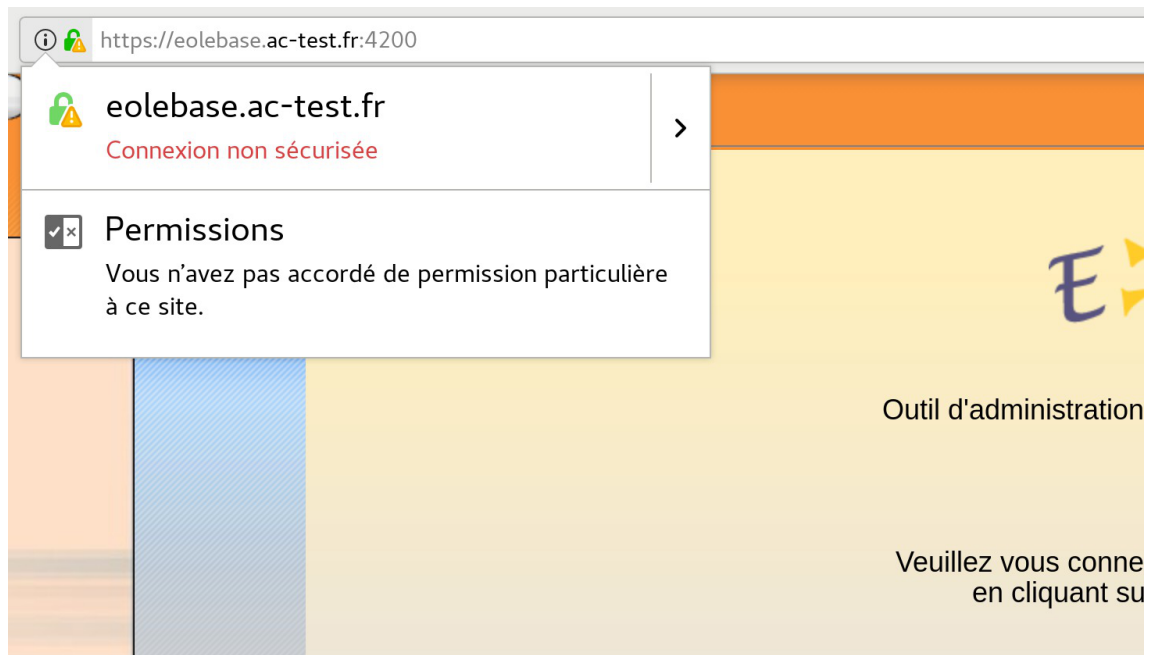 https://eolebase.ac-test.fr:4200
eolebase.ac-test.fr
Connexion non sécurisée
Permissions
Vous n’avez pas accordé de permission particulière
à ce site.
E
Outil d'administration
Veuillez vous conne
en cliquant su